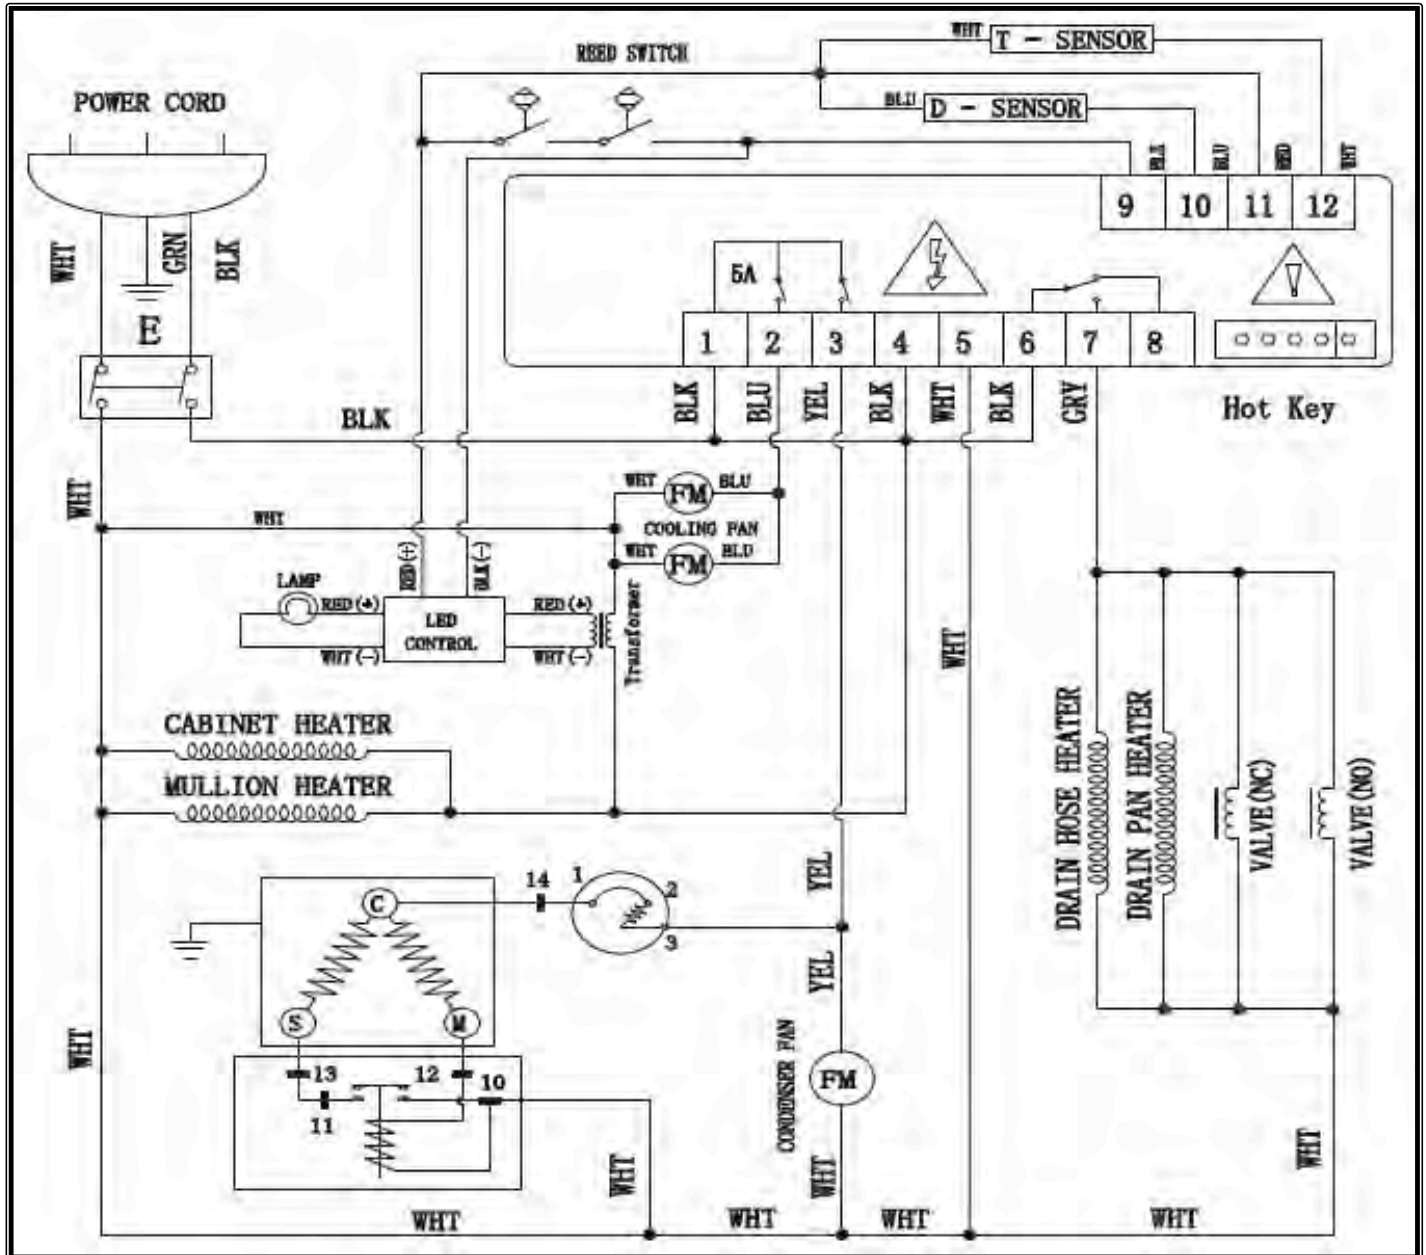 REED SWITCH
WHT
T - SENSOR
POWER CORD
BLU
D - SENSOR
BLK
BLU
RED
WHT
9
10
11
12
WHT
GRN
BLK
E
5A
1
2
3
4
5
6
7
8
BLK
BLU
YEL
BLK
WHT
BLK
GRY
Hot Key
BLK
WHT
WHT
WHT
BLU
FM
COOLING FAN
WHT
BLU
FM
RED(+)
BLK(-)
LAMP
RED(+)
WHT(-)
LED
CONTROL
RED(+)
WHT(-)
Transformer
WHT
CABINET HEATER
MULLION HEATER
DRAIN HOSE HEATER
DRAIN PAN HEATER
VALVE(NC)
VALVE(NO)
14
1
2
3
C
S
M
YEL
YEL
13
12
10
11
WHT
CONDENSER FAN
FM
WHT
WHT
WHT
WHT
WHT
WHT
WHT
WHT